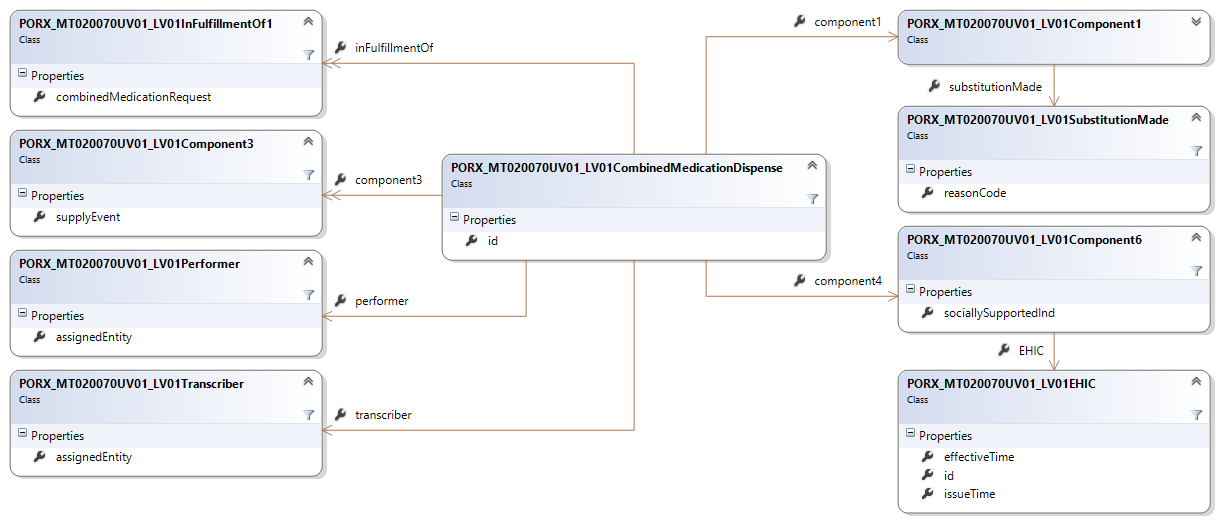 PORX_MT020070UV01_LV01InFulfillmentOf1
Class
Properties
combinedMedicationRequest
inFulfillmentOf
PORX_MT020070UV01_LV01Component3
Class
Properties
supplyEvent
component3
PORX_MT020070UV01_LV01Performer
Class
Properties
assignedEntity
performer
PORX_MT020070UV01_LV01Transcriber
Class
Properties
assignedEntity
transcriber
PORX_MT020070UV01_LV01CombinedMedicationDispense
Class
Properties
id
component1
PORX_MT020070UV01_LV01Component1
Class
substitutionMade
PORX_MT020070UV01_LV01SubstitutionMade
Class
Properties
reasonCode
component4
PORX_MT020070UV01_LV01Component6
Class
Properties
sociallySupportedInd
EHIC
PORX_MT020070UV01_LV01EHIC
Class
Properties
effectiveTime
id
issueTime